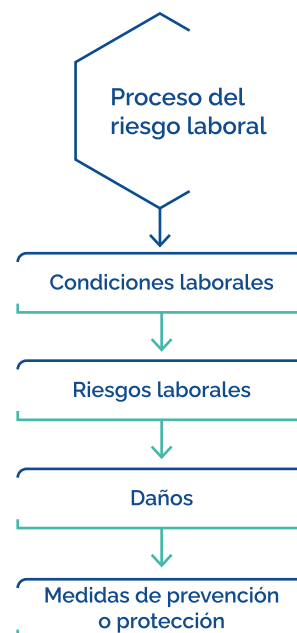 Proceso del
riesgo laboral
Condiciones laborales
Riesgos laborales
Daños
Medidas de prevención
o protección